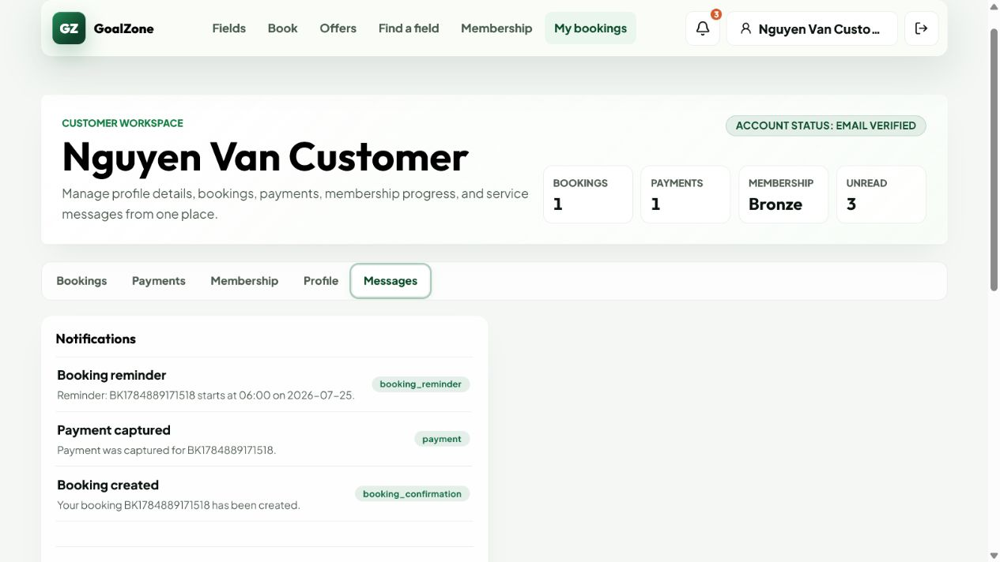 GZ GoalZone Fields Book Offers Find a field Membership My bookings 3 Nguyen Van Custo...
CUSTOMER WORKSPACE
ACCOUNT STATUS: EMAIL VERIFIED
Nguyen Van Customer
Manage profile details, bookings, payments, membership progress, and service
messages from one place.
BOOKINGS PAYMENTS MEMBERSHIP UNREAD
1 1 Bronze 3
Bookings Payments Membership Profile Messages
Notifications
Booking reminder
booking_reminder
Reminder: BK1784889171518 starts at 06:00 on 2026-07-25.
Payment captured
payment
Payment was captured for BK1784889171518.
Booking created
booking_confirmation
Your booking BK1784889171518 has been created.